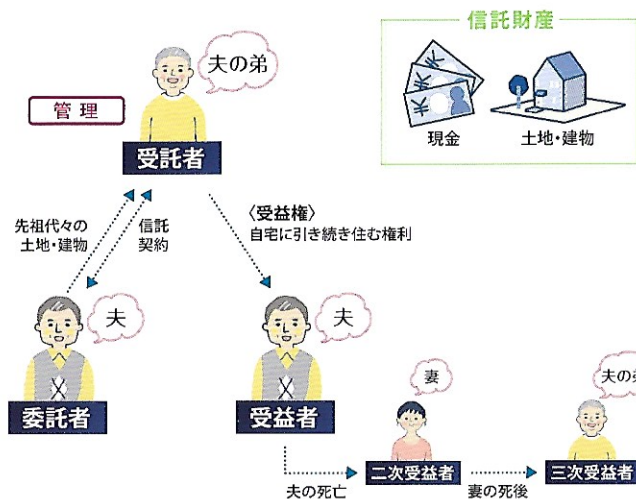 信託財産
夫の弟
管理
受託者
現金
土地・建物
先祖代々の
土地・建物
信託
契約
〈受益権〉
自宅に引き続き住む権利
夫
委託者
夫
受益者
妻
二次受益者
夫の
三次受益者
夫の死亡
妻の死後